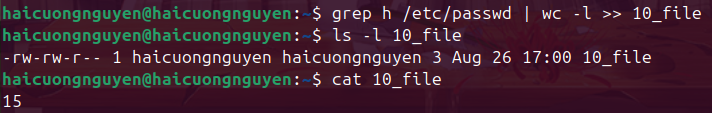 haicuongnguyen@haicuongnguyen:~$ grep h /etc/passwd | wc -l >> 10_file
haicuongnguyen@haicuongnguyen:~$ ls -l 10_file
-rw-rw-r-- 1 haicuongnguyen haicuongnguyen 3 Aug 26 17:00 10_file
haicuongnguyen@haicuongnguyen:~$ cat 10_file
15